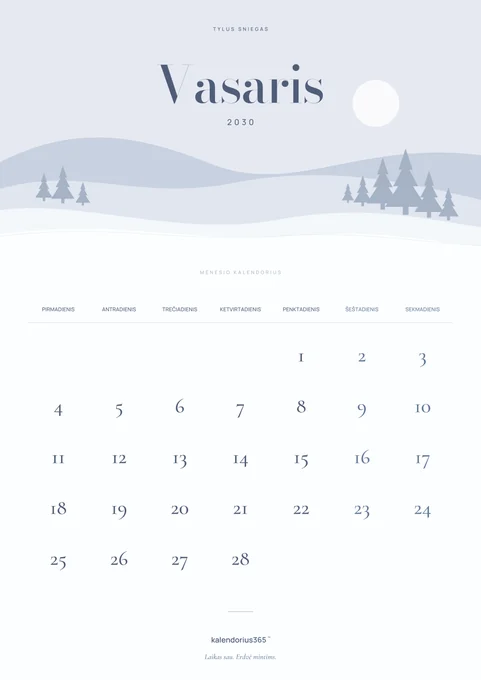 TYLUS SNIEGAS
Vasaris
2030
MĖNESIO KALENDORIUS
PIRMADIENIS ANTRADIENIS TREČIADIENIS KETVIRTADIENIS PENKTADIENIS ŠEŠTADIENIS SEKMADIENIS
1 2 3
4 5 6 7 8 9 10
11 12 13 14 15 16 17
18 19 20 21 22 23 24
25 26 27 28
kalendorius365™
Laikas sau. Erdvė mintims.